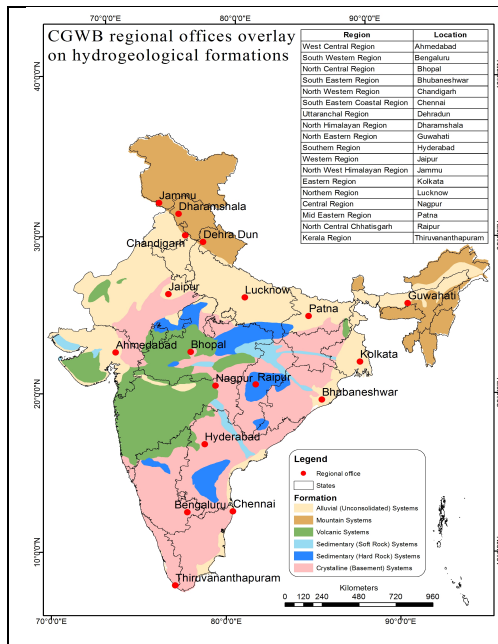 70°0'0"E 80°0'0"E 90°0'0"E
CGWB regional offices overlay
on hydrogeological formations
Region Location
West Central Region Ahmedabad
South Western Region Bengaluru
North Central Region Bhopal
South Eastern Region Bhubaneshwar
North Western Region Chandigarh
South Eastern Coastal Region Chennai
Uttaranchal Region Dehradun
North Himalayan Region Dharamshala
North Eastern Region Guwahati
Southern Region Hyderabad
Western Region Jaipur
North West Himalayan Region Jammu
Eastern Region Kolkata
Northern Region Lucknow
Central Region Nagpur
Mid Eastern Region Patna
North Central Chhatisgarh Raipur
Kerala Region Thiruvananthapuram
40°0'0"N
30°0'0"N
20°0'0"N
10°0'0"N
Jammu
Dharamshala
Chandigarh
Dehra Dun
Jaipur
Lucknow
Guwahati
Patna
Ahmedabad
Bhopal
Kolkata
Nagpur
Raipur
Bhabaneshwar
Hyderabad
Bengaluru
Chennai
Thiruvananthapuram
Legend
Regional office
States
Formation
Alluvial (Unconsolidated) Systems
Mountain Systems
Volcanic Systems
Sedimentary (Soft Rock) Systems
Sedimentary (Hard Rock) Systems
Crystalline (Basement) Systems
Kilometers
0 120 240 480 720 960
70°0'0"E 80°0'0"E 90°0'0"E